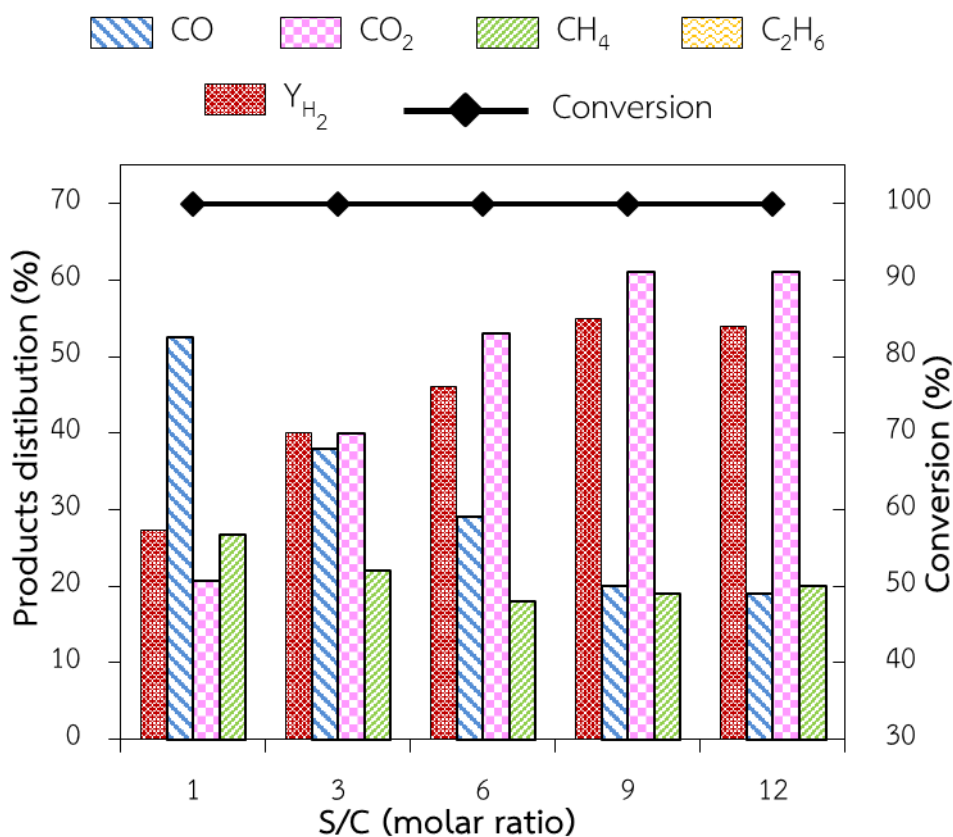 CO CO₂ CH₄ C₂H₆
Y_H₂ Conversion
Products distibution (%)
70
60
50
40
30
20
10
0
100
90
80
70
60
50
40
30
Conversion (%)
1 3 6 9 12
S/C (molar ratio)